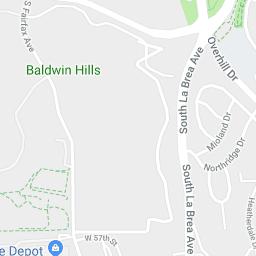 S Fairfax Ave
Baldwin Hills
South La Brea Ave
Overhill Dr
Mioland Dr
Northridge Dr
South La Brea Ave
Heatherdale D
W 57th St
e Depot